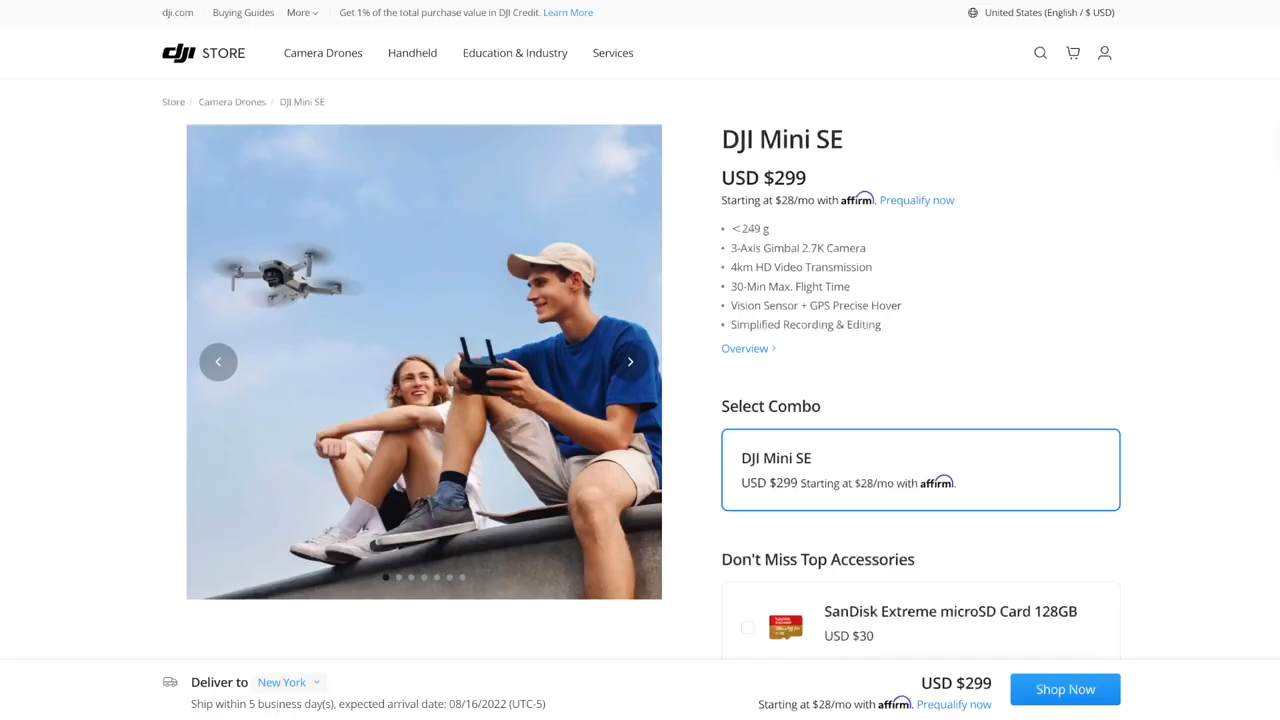 dji.com
Buying Guides
More
Get 1% of the total purchase value in DJI Credit. Learn More
United States (English / $ USD)
dji STORE
Camera Drones
Handheld
Education & Industry
Services
Store / Camera Drones / DJI Mini SE
DJI Mini SE
USD $299
Starting at $28/mo with affirm. Prequalify now
• <249 g
• 3-Axis Gimbal 2.7K Camera
• 4km HD Video Transmission
• 30-Min Max. Flight Time
• Vision Sensor + GPS Precise Hover
• Simplified Recording & Editing
Overview >
Select Combo
DJI Mini SE
USD $299 Starting at $28/mo with affirm.
Don't Miss Top Accessories
SanDisk Extreme microSD Card 128GB
USD $30
Deliver to New York
Ship within 5 business day(s), expected arrival date: 08/16/2022 (UTC-5)
USD $299
Starting at $28/mo with affirm. Prequalify now
Shop Now